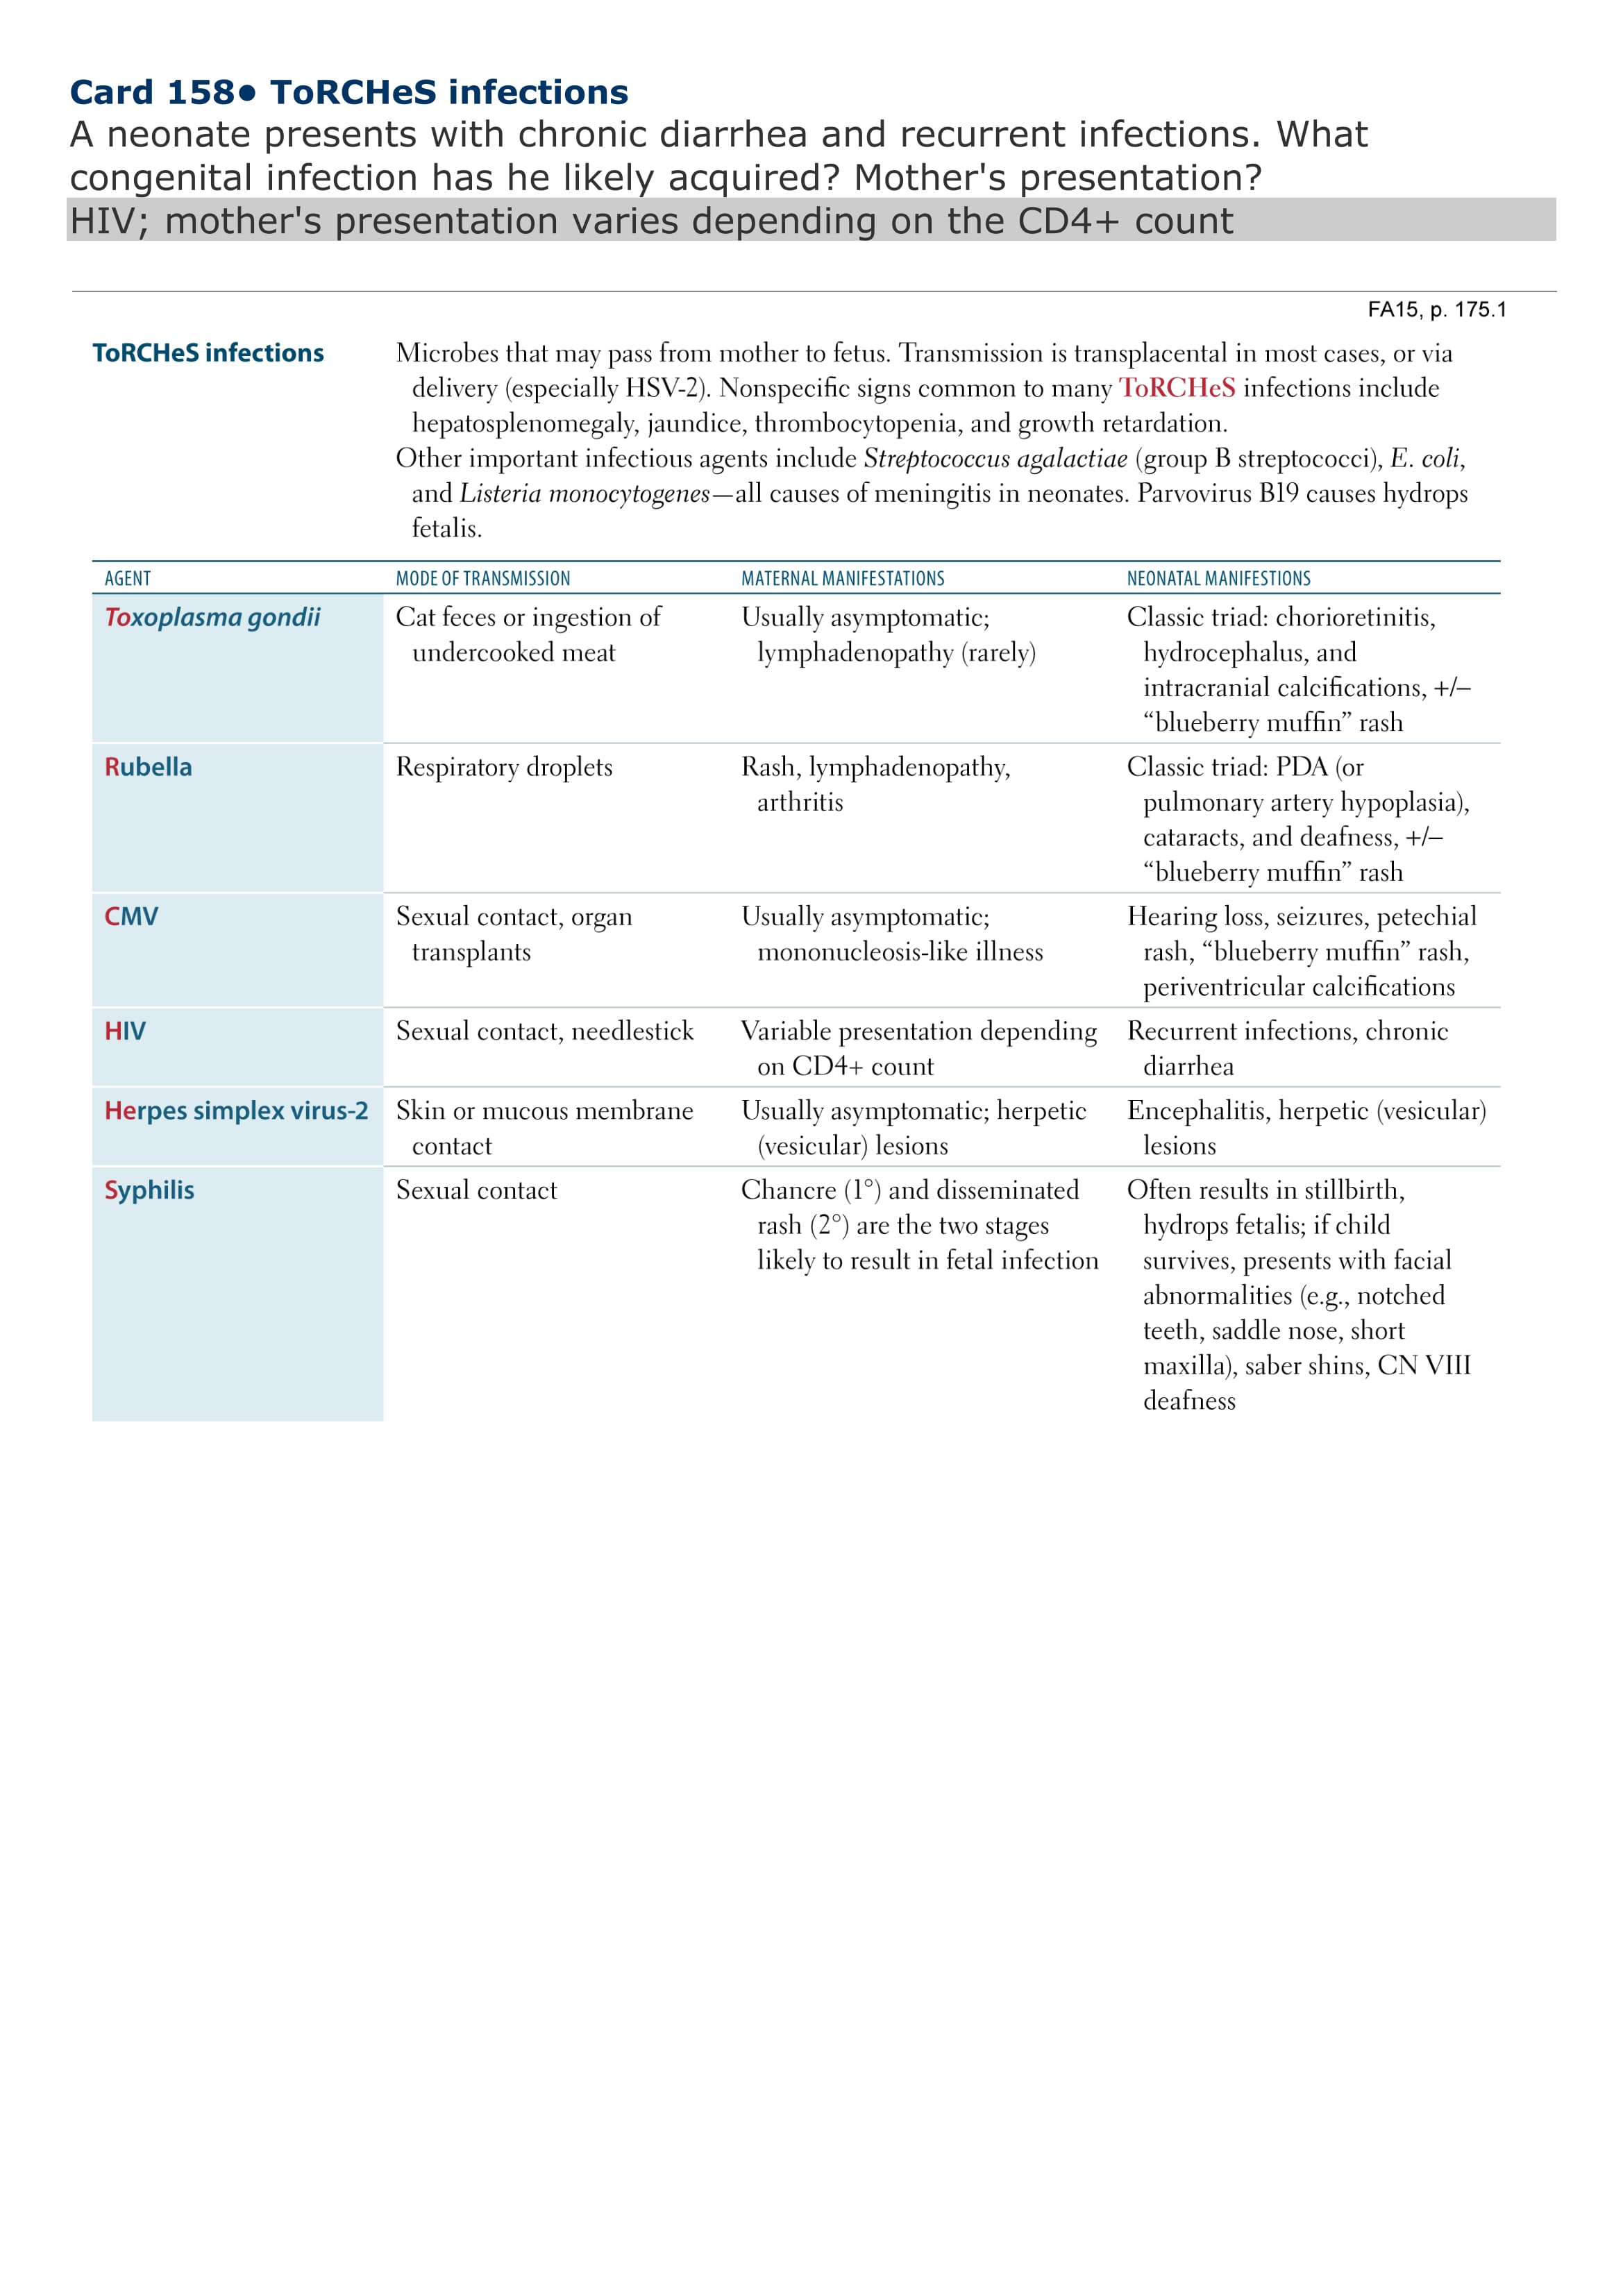 Card 158• ToRCHeS infections
A neonate presents with chronic diarrhea and recurrent infections. What
congenital infection has he likely acquired? Mother's presentation?
HIV; mother's presentation varies depending on the CD4+ count
FA15, p. 175.1
ToRCHeS infections
Microbes that may pass from mother to fetus. Transmission is transplacental in most cases, or via
delivery (especially HSV-2). Nonspecific signs common to many ToRCHeS infections include
hepatosplenomegaly, jaundice, thrombocytopenia, and growth retardation.
Other important infectious agents include Streptococcus agalactiae (group B streptococci), E. coli,
and Listeria monocytogenes—all causes of meningitis in neonates. Parvovirus B19 causes hydrops
fetalis.
AGENT MODE OF TRANSMISSION MATERNAL MANIFESTATIONS NEONATAL MANIFESTIONS
Toxoplasma gondii
Cat feces or ingestion of
undercooked meat
Usually asymptomatic;
lymphadenopathy (rarely)
Classic triad: chorioretinitis,
hydrocephalus, and
intracranial calcifications, +/–
“blueberry muffin” rash
Rubella
Respiratory droplets
Rash, lymphadenopathy,
arthritis
Classic triad: PDA (or
pulmonary artery hypoplasia),
cataracts, and deafness, +/–
“blueberry muffin” rash
CMV
Sexual contact, organ
transplants
Usually asymptomatic;
mononucleosis-like illness
Hearing loss, seizures, petechial
rash, “blueberry muffin” rash,
periventricular calcifications
HIV
Sexual contact, needlestick
Variable presentation depending
on CD4+ count
Recurrent infections, chronic
diarrhea
Herpes simplex virus-2
Skin or mucous membrane
contact
Usually asymptomatic; herpetic
(vesicular) lesions
Encephalitis, herpetic (vesicular)
lesions
Syphilis
Sexual contact
Chancre (1°) and disseminated
rash (2°) are the two stages
likely to result in fetal infection
Often results in stillbirth,
hydrops fetalis; if child
survives, presents with facial
abnormalities (e.g., notched
teeth, saddle nose, short
maxilla), saber shins, CN VIII
deafness